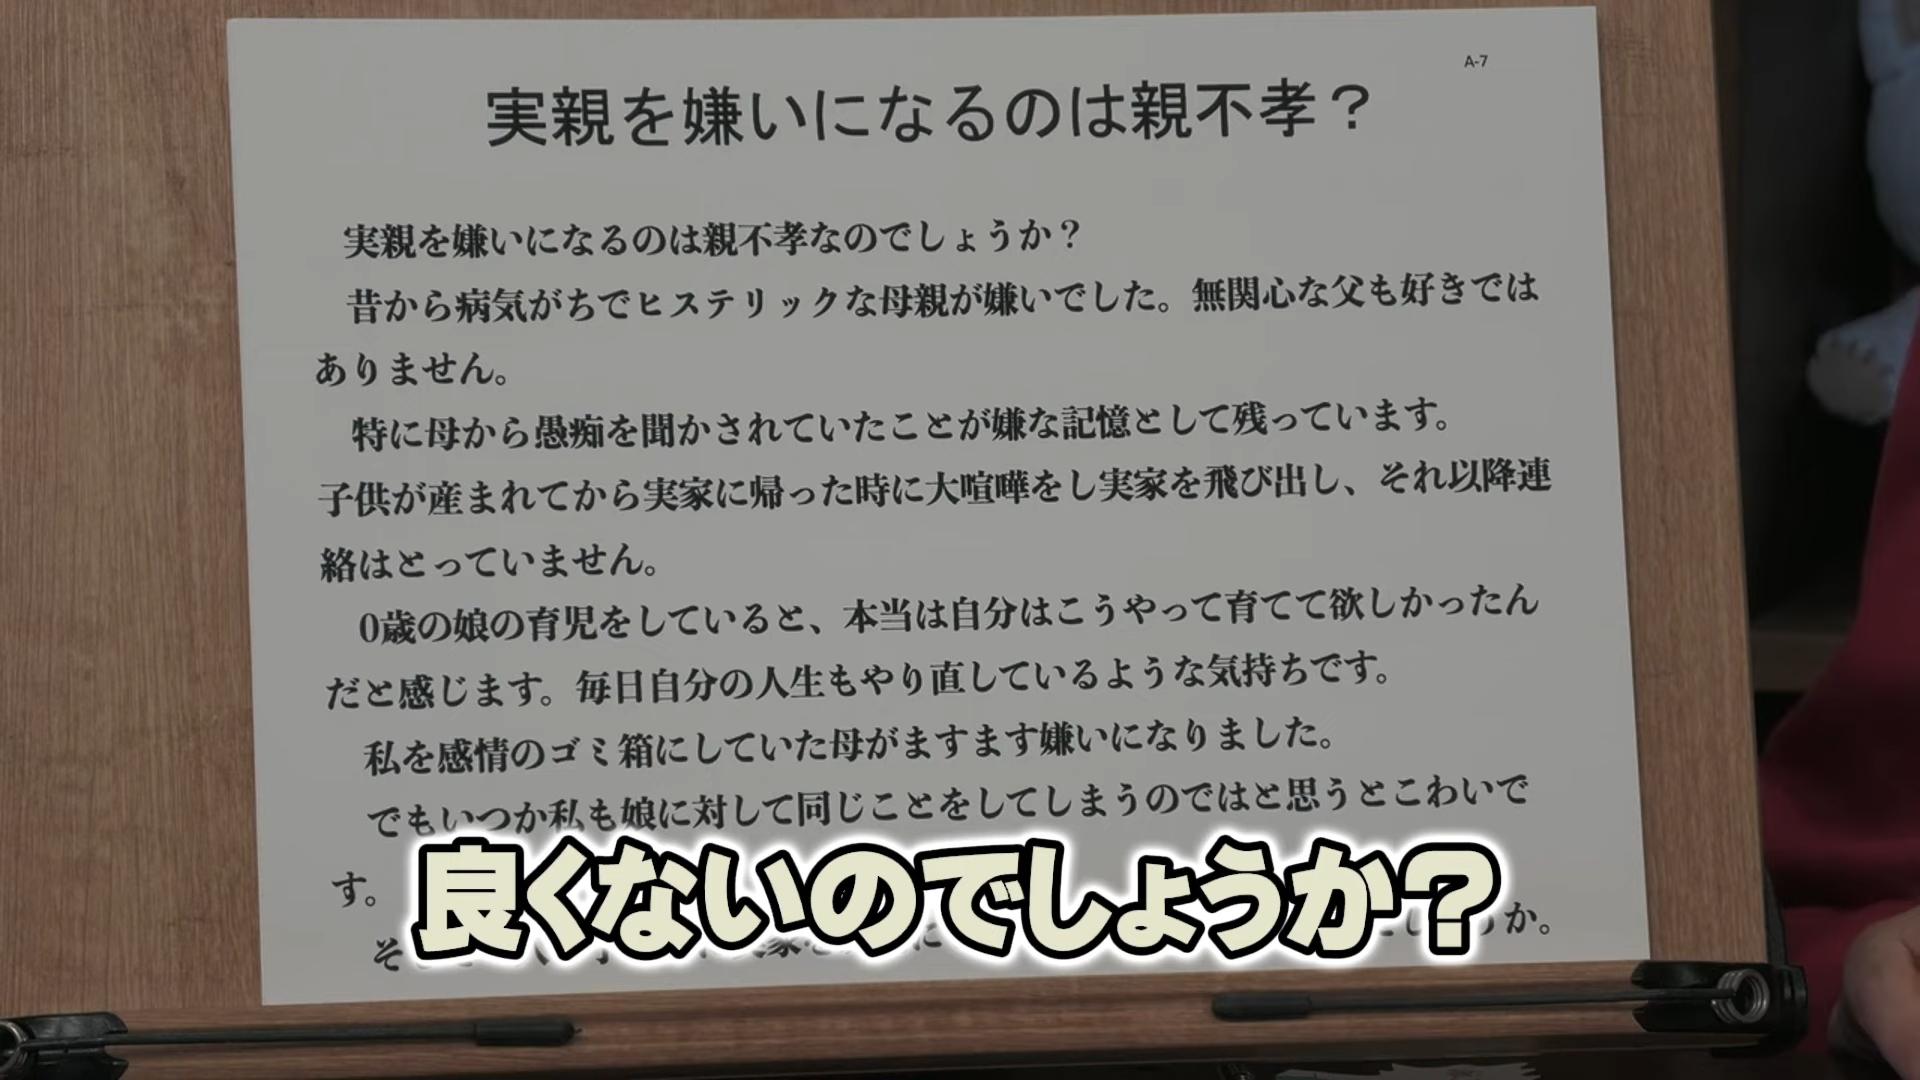 A-7
実親を嫌いになるのは親不孝？
実親を嫌いになるのは親不孝なのでしょうか？
昔から病気がちでヒステリックな母親が嫌いでした。無関心な父も好きでは
ありません。
特に母から愚痴を聞かされていたことが嫌な記憶として残っています。
子供が産まれてから実家に帰った時に大喧嘩をし実家を飛び出し、それ以降連
絡はとっていません。
0歳の娘の育児をしていると、本当は自分はこうやって育てて欲しかったん
だと感じます。毎日自分の人生もやり直しているような気持ちです。
私を感情のゴミ箱にしていた母がますます嫌いになりました。
でもいつか私も娘に対して同じことをしてしまうのではと思うとこわいで
す。
良くないのでしょうか？